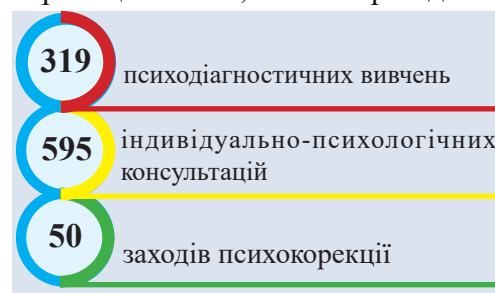 319
психодіагностичних вивчень
595
індивідуально-психологічних
консультацій
50
заходів психокорекції